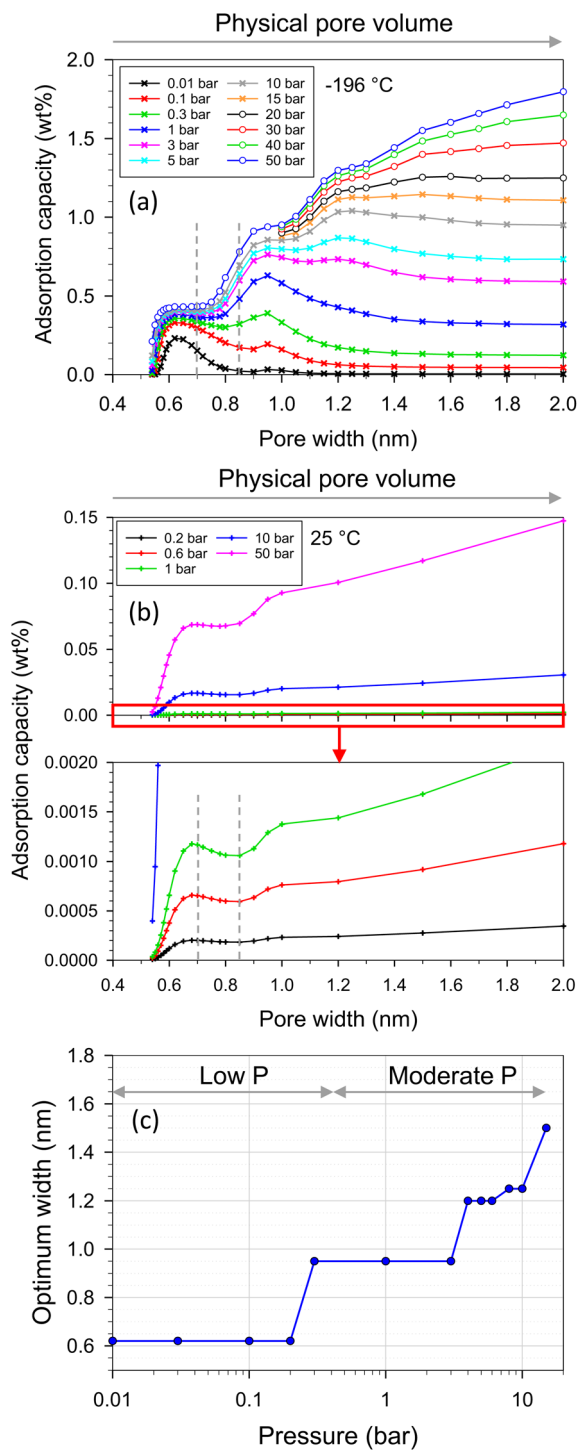 Physical pore volume
2.0
1.5
1.0
0.5
0.0
Adsorption capacity (wt%)
0.01 bar 10 bar
0.1 bar 15 bar
0.3 bar 20 bar
1 bar 30 bar
3 bar 40 bar
5 bar 50 bar
-196 °C
(a)
0.4 0.6 0.8 1.0 1.2 1.4 1.6 1.8 2.0
Pore width (nm)
Physical pore volume
0.15
0.10
0.05
0.00
0.2 bar 10 bar
0.6 bar 50 bar
1 bar
25 °C
(b)
Adsorption capacity (wt%)
0.0020
0.0015
0.0010
0.0005
0.0000
0.4 0.6 0.8 1.0 1.2 1.4 1.6 1.8 2.0
Pore width (nm)
1.8
1.6
1.4
1.2
1.0
0.8
0.6
Optimum width (nm)
Low P Moderate P
(c)
0.01 0.1 1 10
Pressure (bar)